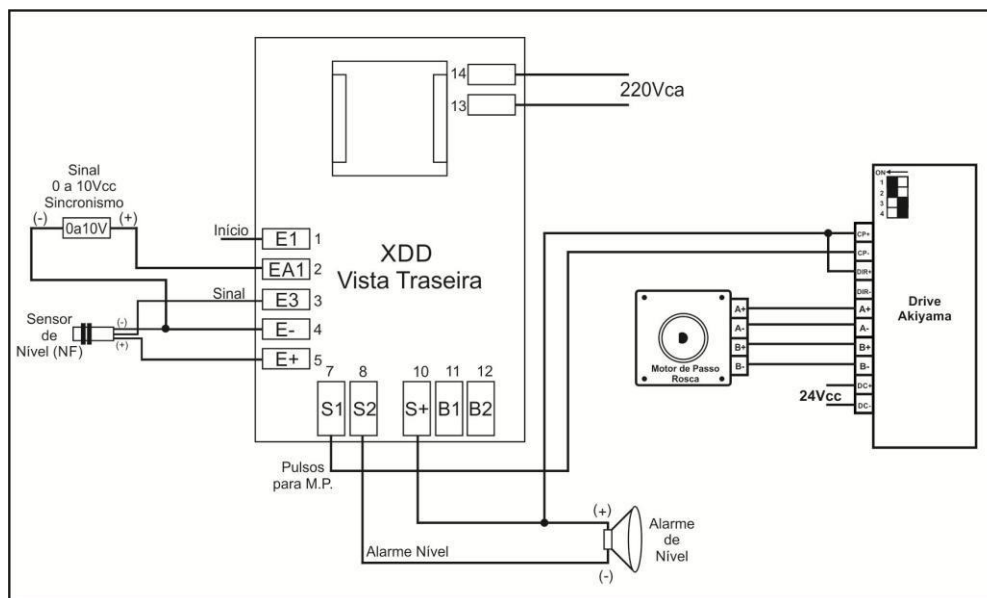 14
13
220Vca
Sinal
0 a 10Vcc
Sincronismo
(-)
0a10V
(+)
Início
E1
1
EA1
2
Sinal
E3
3
E-
4
E+
5
Sensor
de
Nível (NF)
(-)
(+)
XDD
Vista Traseira
7
8
10
11
12
S1
S2
S+
B1
B2
Pulsos
para M.P.
Alarme Nível
(+)
(-)
Alarme
de
Nível
Motor de Passo
Rosca
A+
A-
B+
B-
ON
1
2
3
4
CP+
CP-
DIR+
DIR-
A+
A-
B+
B-
DC+
DC-
24Vcc
Drive
Akiyama